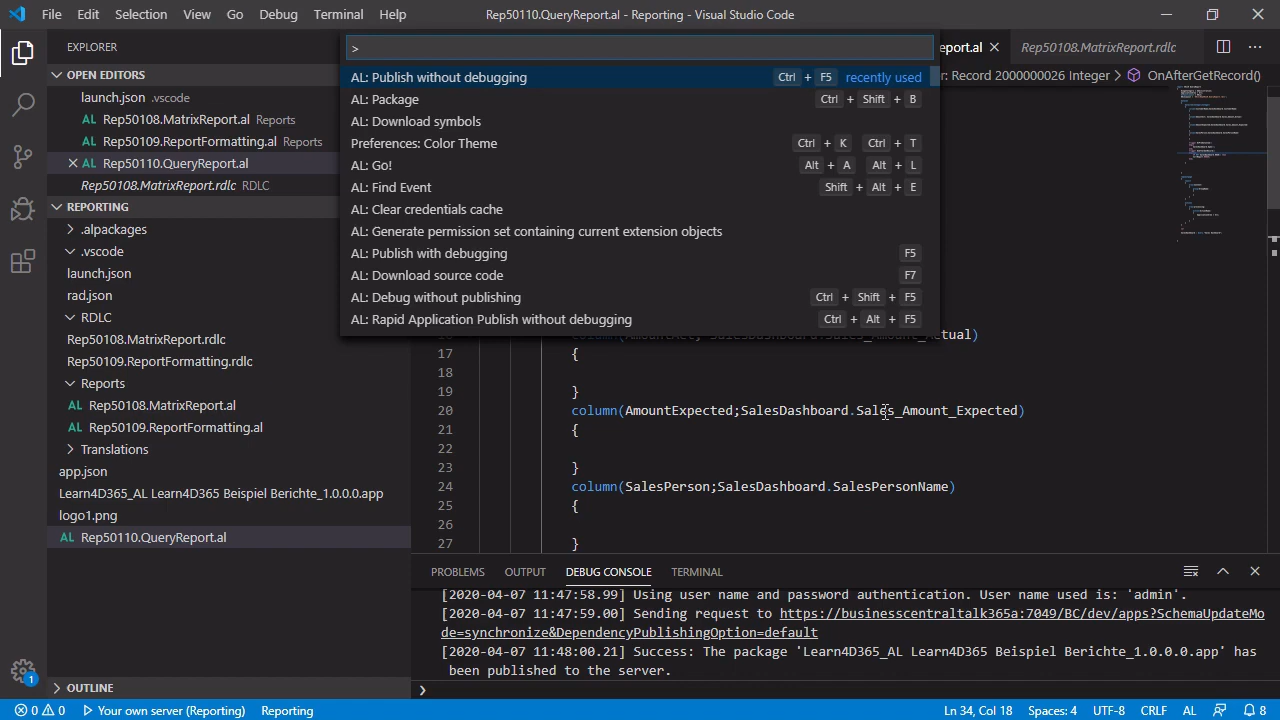 File Edit Selection View Go Debug Terminal Help
Rep50110.QueryReport.al - Reporting - Visual Studio Code
EXPLORER
OPEN EDITORS
launch.json .vscode
AL Rep50108.MatrixReport.al Reports
AL Rep50109.ReportFormatting.al Reports
AL Rep50110.QueryReport.al
Rep50108.MatrixReport.rdlc RDLC
REPORTING
.alpackages
.vscode
launch.json
rad.json
RDLC
Rep50108.MatrixReport.rdlc
Rep50109.ReportFormatting.rdlc
Reports
AL Rep50108.MatrixReport.al
AL Rep50109.ReportFormatting.al
Translations
app.json
Learn4D365_AL Learn4D365 Beispiel Berichte_1.0.0.0.app
logo1.png
AL Rep50110.QueryReport.al
OUTLINE
>
AL: Publish without debugging Ctrl + F5 recently used
AL: Package Ctrl + Shift + B
AL: Download symbols
Preferences: Color Theme Ctrl + K Ctrl + T
AL: Go! Alt + A Alt + L
AL: Find Event Shift + Alt + E
AL: Clear credentials cache
AL: Generate permission set containing current extension objects
AL: Publish with debugging F5
AL: Download source code F7
AL: Debug without publishing Ctrl + Shift + F5
AL: Rapid Application Publish without debugging Ctrl + Alt + F5
port.al Rep50108.MatrixReport.rdlc
er: Record 2000000026 Integer > OnAfterGetRecord()
16 column(AmountAct; SalesDashboard.Sales_Amount_Actual)
17 {
18
19 }
20 column(AmountExpected;SalesDashboard.Sales_Amount_Expected)
21 {
22
23 }
24 column(SalesPerson;SalesDashboard.SalesPersonName)
25 {
26
27 }
PROBLEMS OUTPUT DEBUG CONSOLE TERMINAL
[2020-04-07 11:47:58.99] Using user name and password authentication. User name used is: 'admin'.
[2020-04-07 11:47:59.00] Sending request to https://businesscentraltalk365a:7049/BC/dev/apps?SchemaUpdateMo
de=synchronize&DependencyPublishingOption=default
[2020-04-07 11:48:00.21] Success: The package 'Learn4D365_AL Learn4D365 Beispiel Berichte_1.0.0.0.app' has
been published to the server.
1
0 0 Your own server (Reporting) Reporting Ln 34, Col 18 Spaces: 4 UTF-8 CRLF AL 8